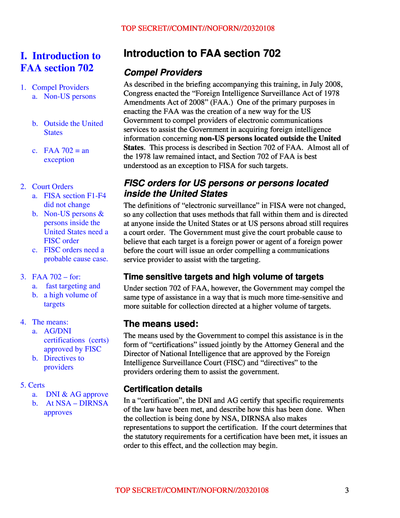 TOP SECRET//COMINT//NOFORN//20320108
I. Introduction to
FAA section 702
1. Compel Providers
a. Non-US persons
b. Outside the United
States
c. FAA 702 = an
exception
2. Court Orders
a. FISA section F1-F4
did not change
b. Non-US persons &
persons inside the
United States need a
FISC order
c. FISC orders need a
probable cause case.
3. FAA 702 – for:
a. fast targeting and
b. a high volume of
targets
4. The means:
a. AG/DNI
certifications (certs)
approved by FISC
b. Directives to
providers
5. Certs
a. DNI & AG approve
b. At NSA – DIRNSA
approves
Introduction to FAA section 702
Compel Providers
As described in the briefing accompanying this training, in July 2008,
Congress enacted the “Foreign Intelligence Surveillance Act of 1978
Amendments Act of 2008” (FAA.) One of the primary purposes in
enacting the FAA was the creation of a new way for the US
Government to compel providers of electronic communications
services to assist the Government in acquiring foreign intelligence
information concerning non-US persons located outside the United
States. This process is described in Section 702 of FAA. Almost all of
the 1978 law remained intact, and Section 702 of FAA is best
understood as an exception to FISA for such targets.
FISC orders for US persons or persons located
inside the United States
The definitions of “electronic surveillance” in FISA were not changed,
so any collection that uses methods that fall within them and is directed
at anyone inside the United States or at US persons abroad still requires
a court order. The Government must give the court probable cause to
believe that each target is a foreign power or agent of a foreign power
before the court will issue an order compelling a communications
service provider to assist with the targeting.
Time sensitive targets and high volume of targets
Under section 702 of FAA, however, the Government may compel the
same type of assistance in a way that is much more time-sensitive and
more suitable for collection directed at a higher volume of targets.
The means used:
The means used by the Government to compel this assistance is in the
form of “certifications” issued jointly by the Attorney General and the
Director of National Intelligence that are approved by the Foreign
Intelligence Surveillance Court (FISC) and “directives” to the
providers ordering them to assist the government.
Certification details
In a “certification”, the DNI and AG certify that specific requirements
of the law have been met, and describe how this has been done. When
the collection is being done by NSA, DIRNSA also makes
representations to support the certification. If the court determines that
the statutory requirements for a certification have been met, it issues an
order to this effect, and the collection may begin.
TOP SECRET//COMINT//NOFORN//20320108
3